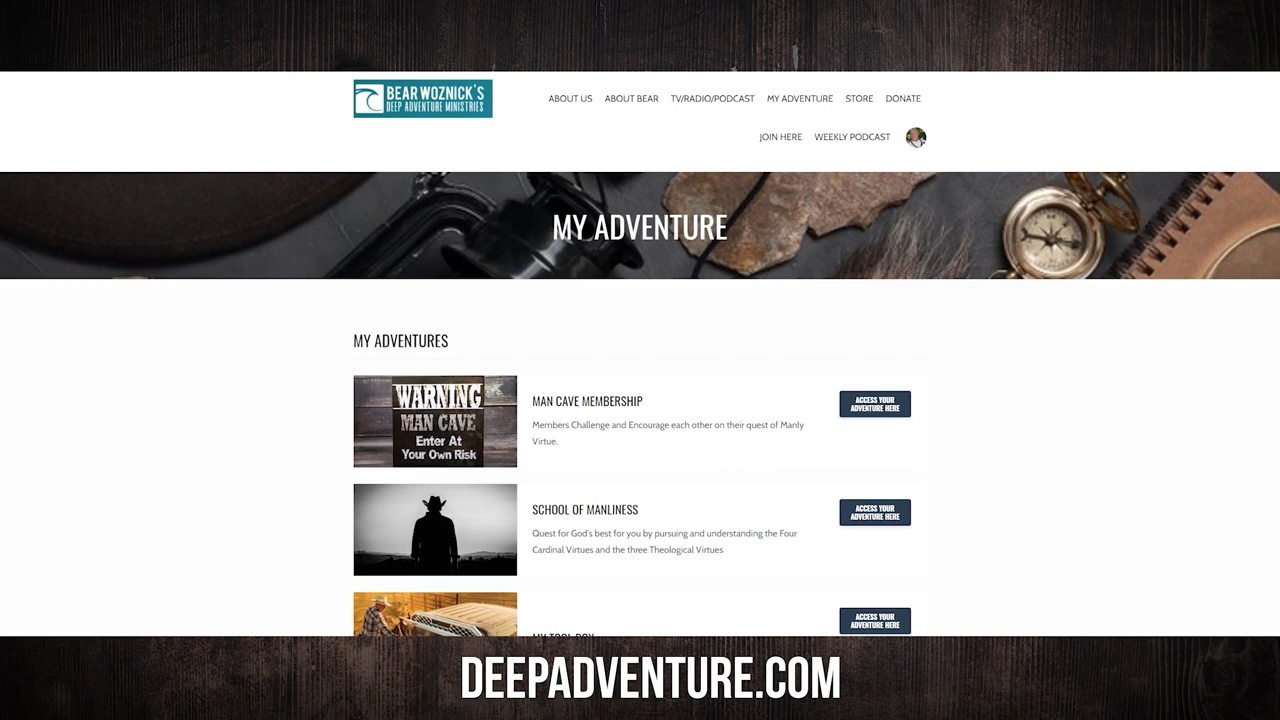 BEAR WOZNICK'S
DEEP ADVENTURE MINISTRIES
ABOUT US ABOUT BEAR TV/RADIO/PODCAST MY ADVENTURE STORE DONATE
JOIN HERE WEEKLY PODCAST
MY ADVENTURE
MY ADVENTURES
WARNING
MAN CAVE
Enter At
Your Own Risk
MAN CAVE MEMBERSHIP
Members Challenge and Encourage each other on their quest of Manly
Virtue.
ACCESS YOUR
ADVENTURE HERE
SCHOOL OF MANLINESS
Quest for God's best for you by pursuing and understanding the Four
Cardinal Virtues and the three Theological Virtues
ACCESS YOUR
ADVENTURE HERE
MY TOOL BOX
ACCESS YOUR
ADVENTURE HERE
DEEPADVENTURE.COM